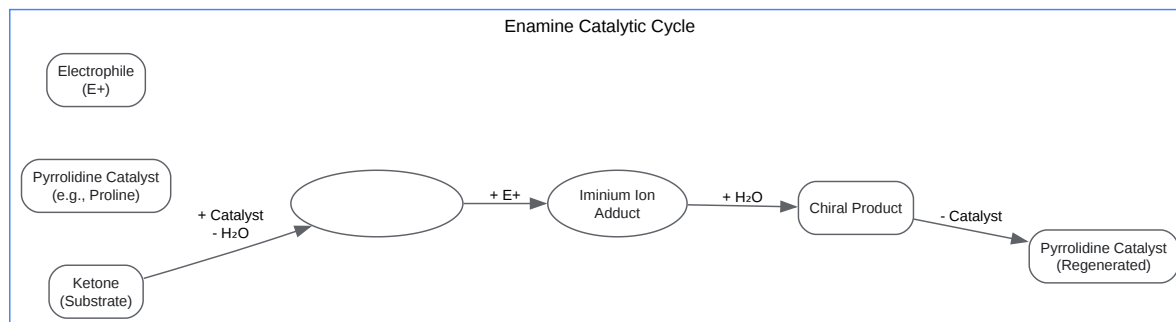 Enamine Catalytic Cycle
Electrophile
(E+)
Pyrrolidine Catalyst
(e.g., Proline)
Ketone
(Substrate)
+ Catalyst
- H₂O
+ E+
Iminium Ion
Adduct
+ H₂O
Chiral Product
- Catalyst
Pyrrolidine Catalyst
(Regenerated)